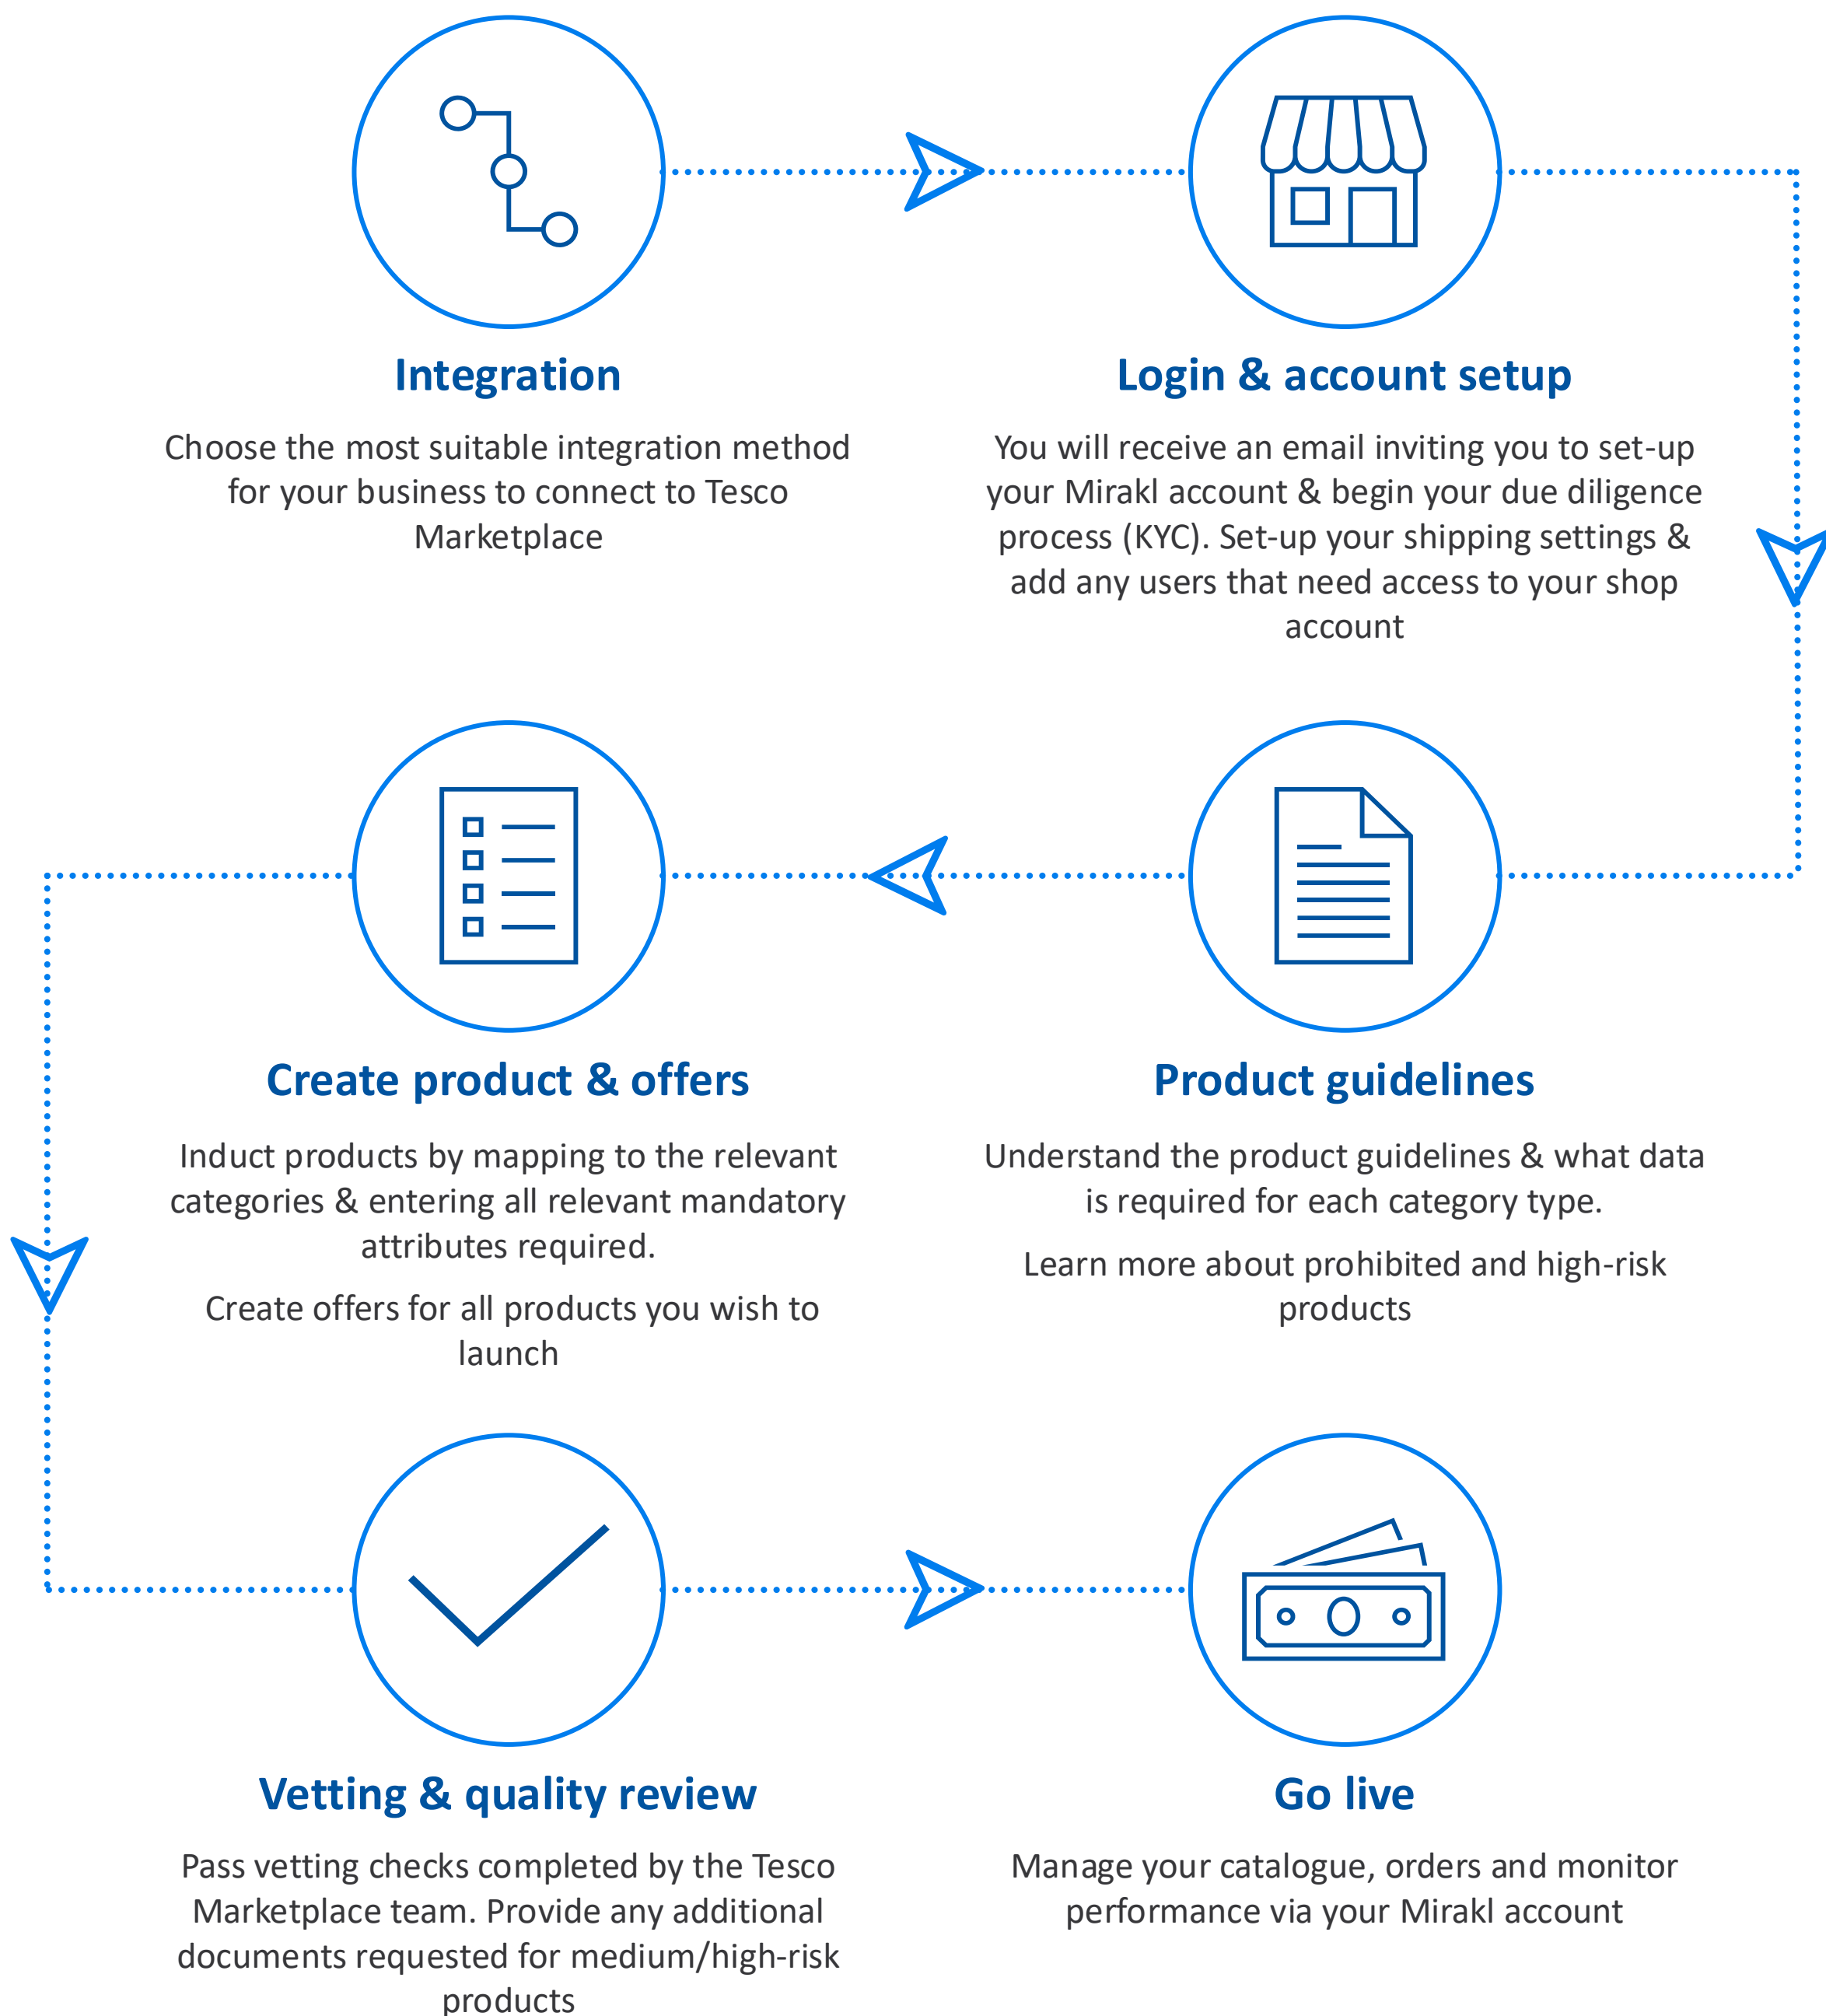 Integration
Choose the most suitable integration method
for your business to connect to Tesco
Marketplace
Login & account setup
You will receive an email inviting you to set-up
your Mirakl account & begin your due diligence
process (KYC). Set-up your shipping settings &
add any users that need access to your shop
account
Product guidelines
Understand the product guidelines & what data
is required for each category type.
Learn more about prohibited and high-risk
products
Create product & offers
Induct products by mapping to the relevant
categories & entering all relevant mandatory
attributes required.
Create offers for all products you wish to
launch
Vetting & quality review
Pass vetting checks completed by the Tesco
Marketplace team. Provide any additional
documents requested for medium/high-risk
products
Go live
Manage your catalogue, orders and monitor
performance via your Mirakl account